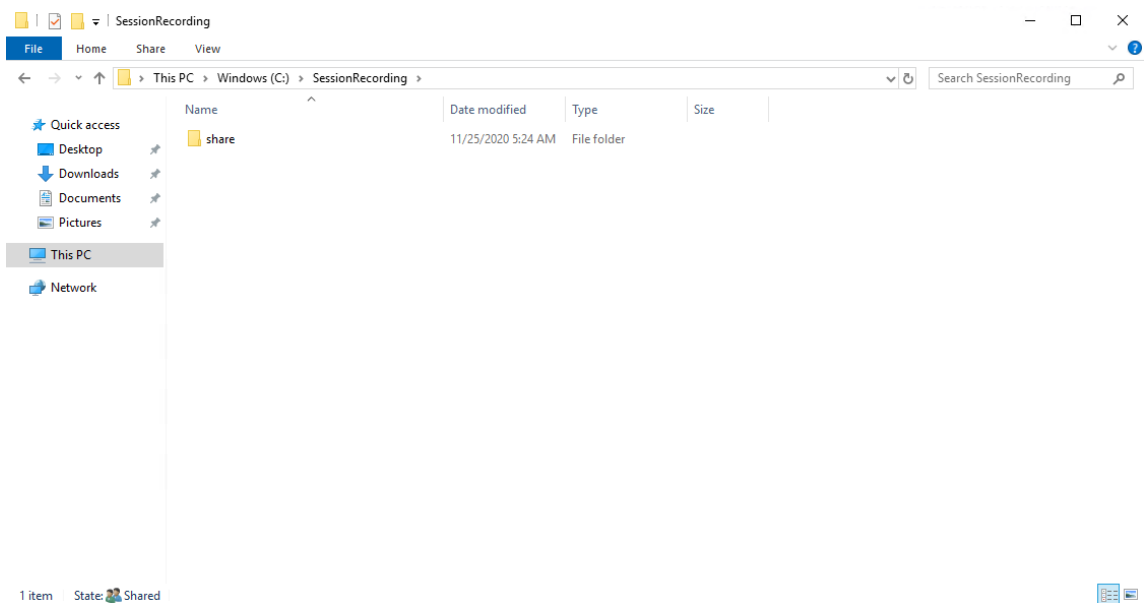 SessionRecording
File Home Share View
This PC > Windows (C:) > SessionRecording >
Search SessionRecording
Name Date modified Type Size
share 11/25/2020 5:24 AM File folder
Quick access
Desktop
Downloads
Documents
Pictures
This PC
Network
1 item State: Shared